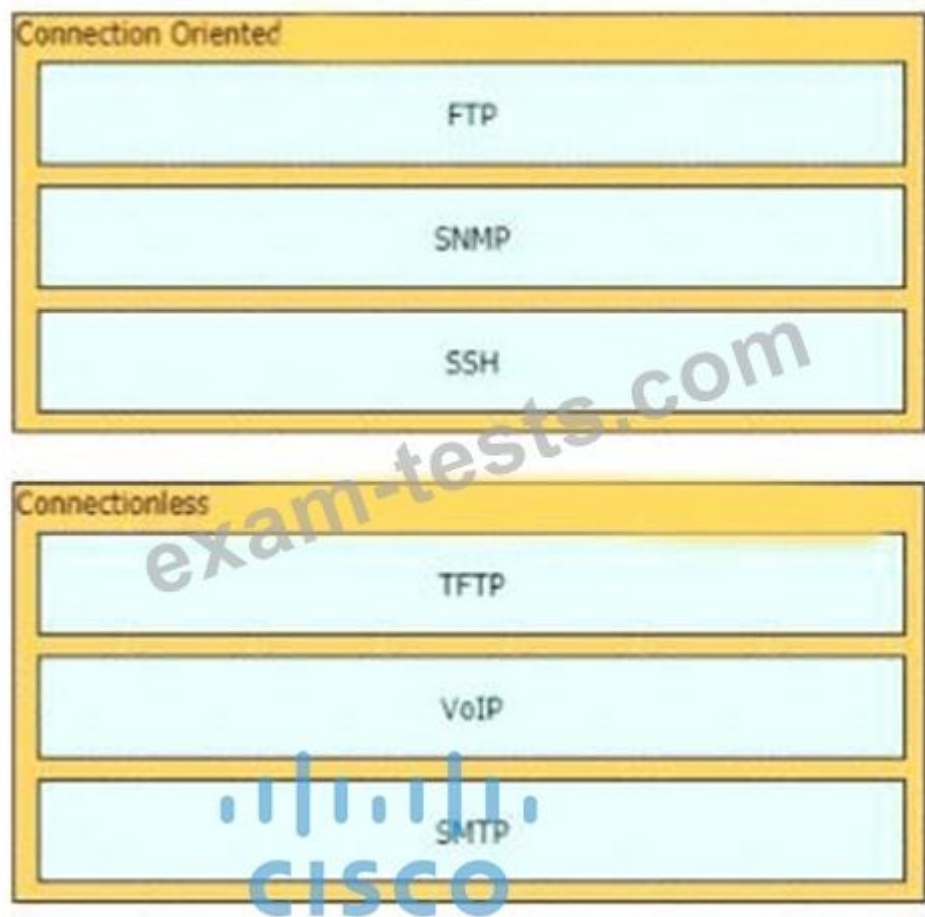 Connection Oriented
FTP
SNMP
SSH
exam-tests.com
Connectionless
TFTP
VoIP
SMTP
CISCO